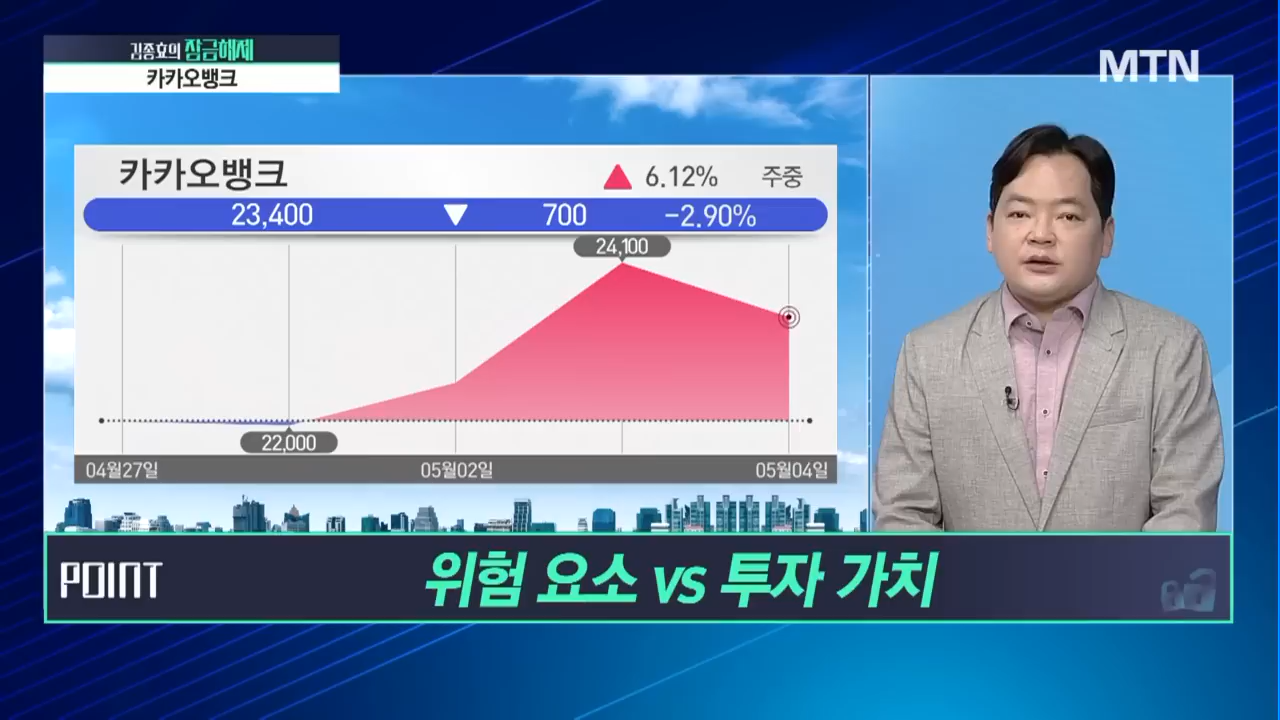 김종효의 잠금해제
카카오뱅크
MTN
카카오뱅크
▲ 6.12% 주중
23,400 ▼ 700 -2.90%
24,100
22,000
04월27일 05월02일 05월04일
POINT
위험 요소 vs 투자 가치